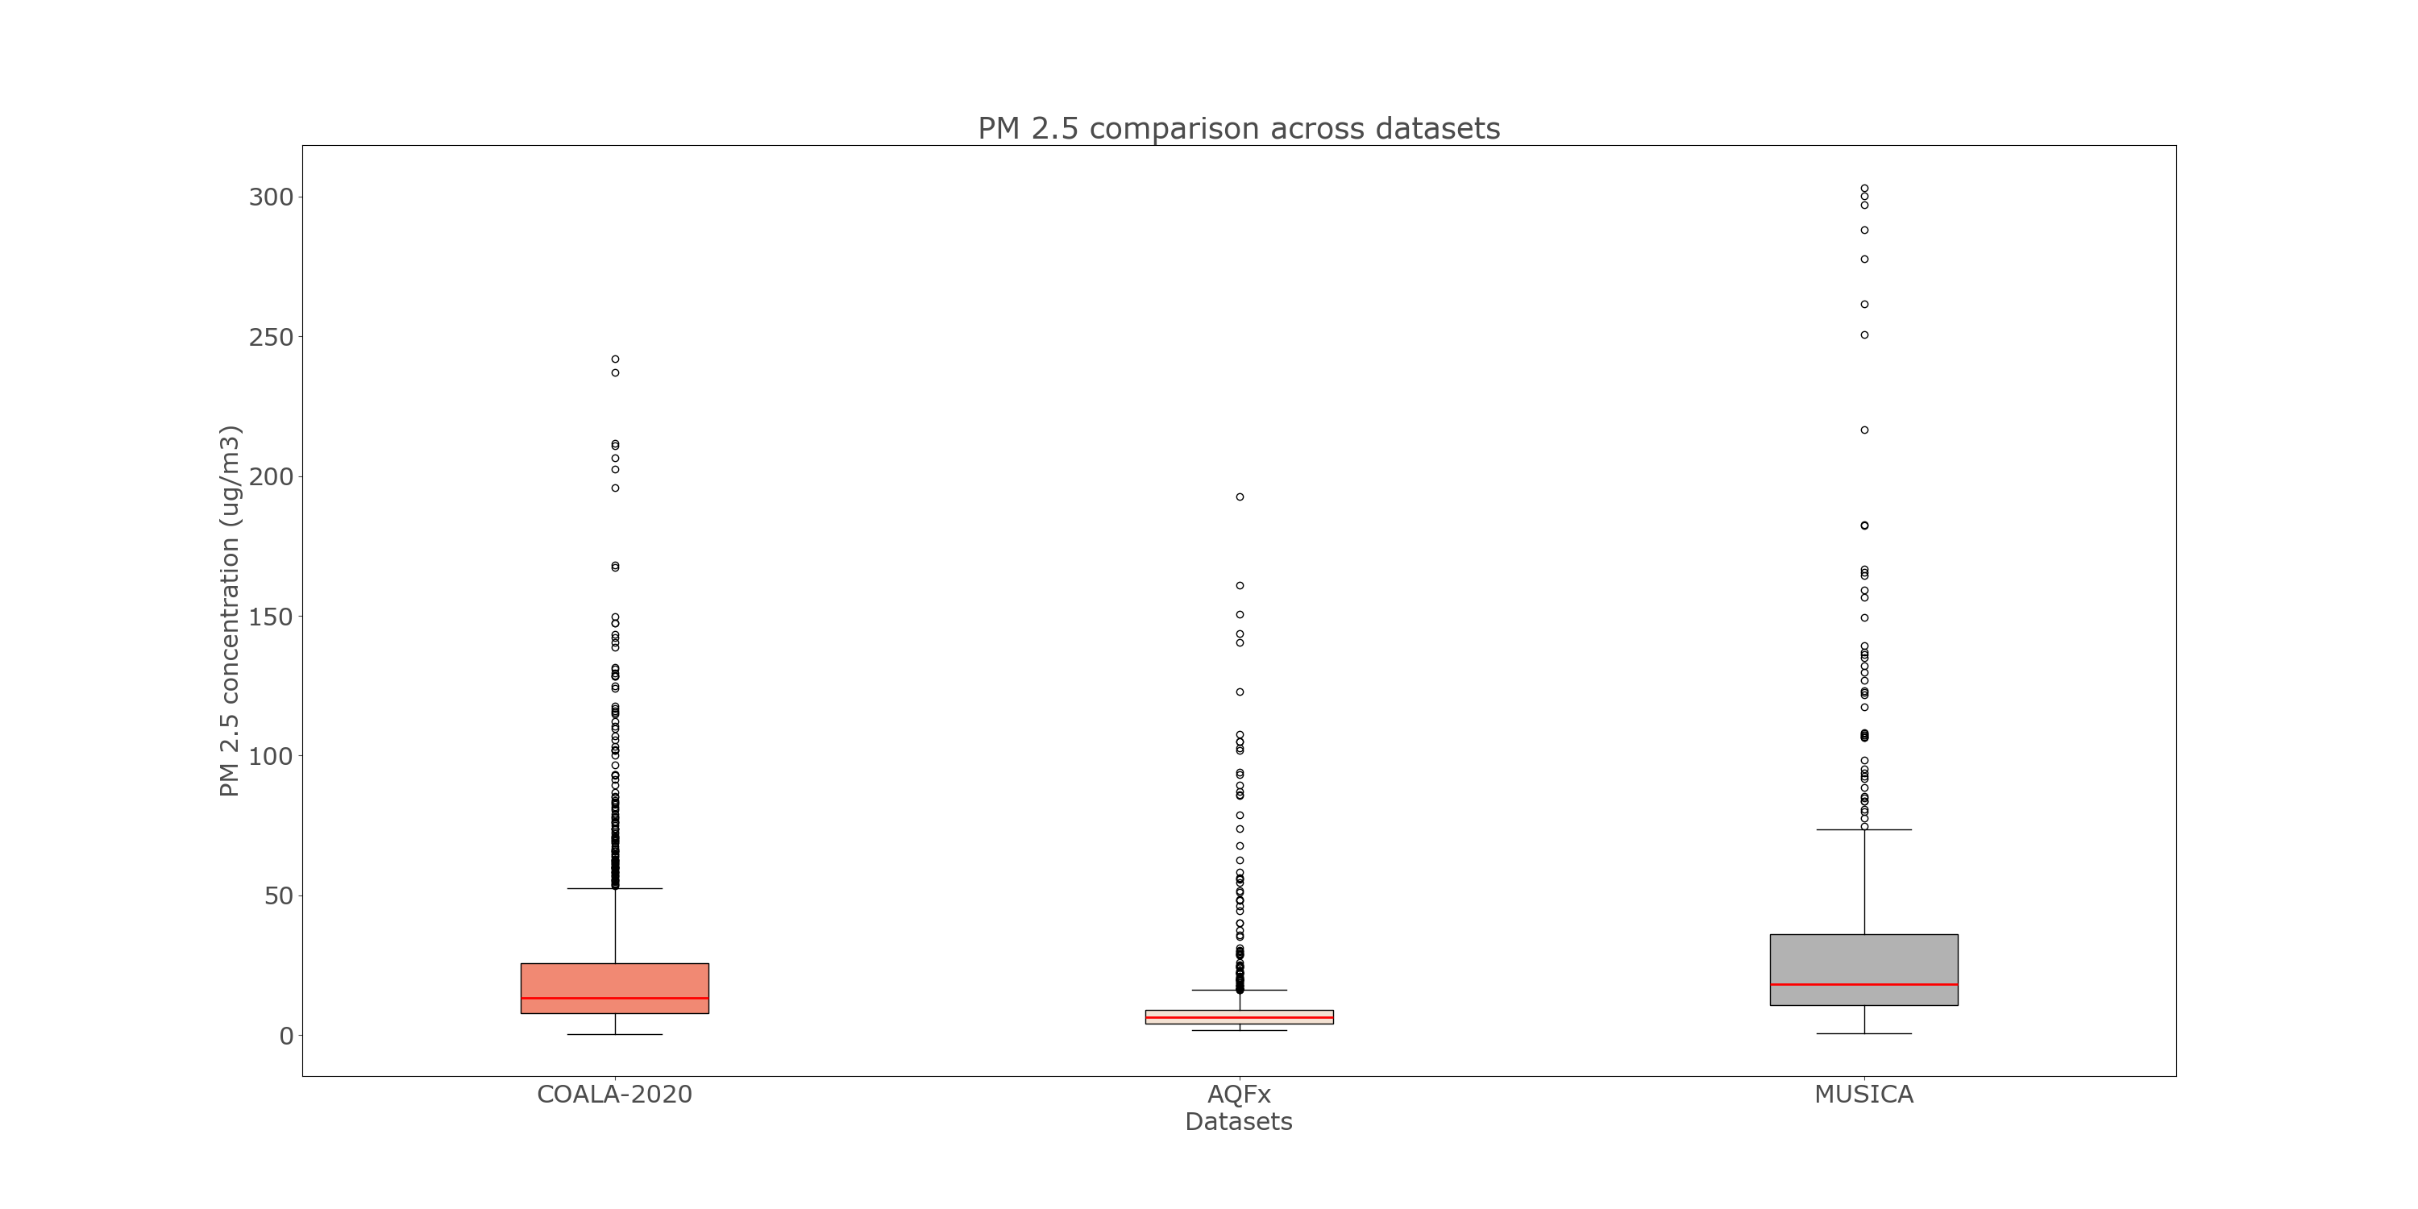 PM 2.5 comparison across datasets
PM 2.5 concentration (ug/m3)
300
250
200
150
100
50
0
COALA-2020
AQFx
MUSICA
Datasets